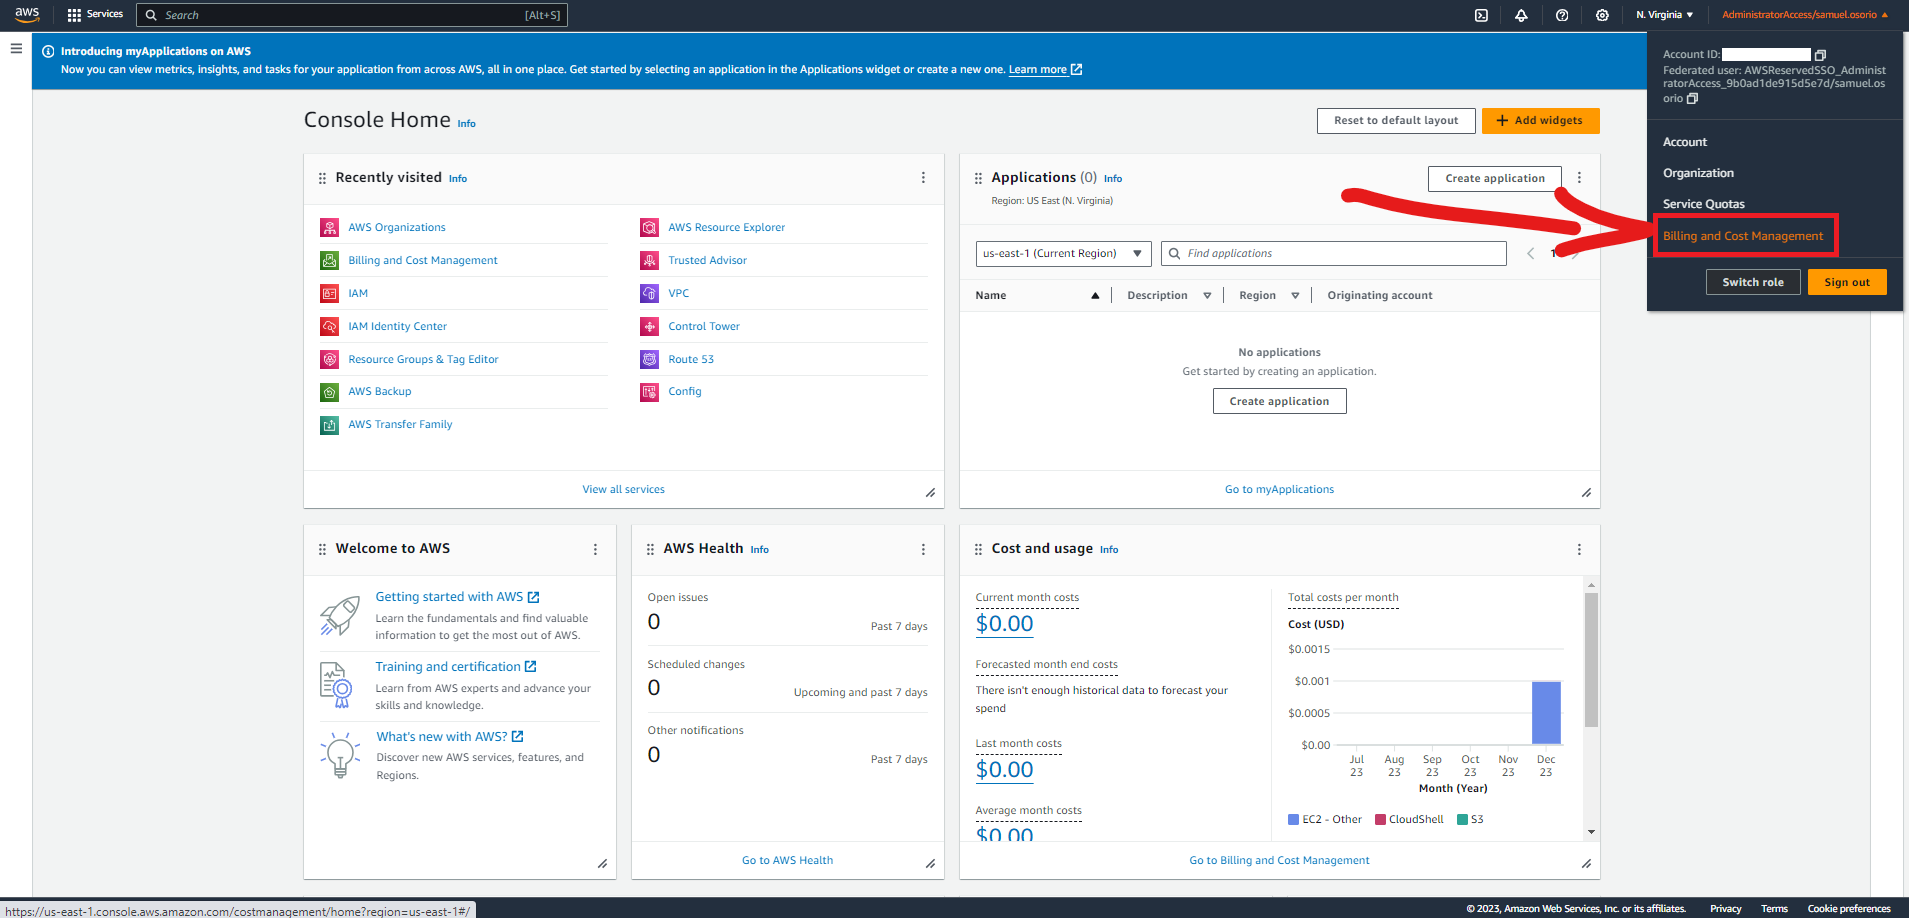 aws
Services
Search
[Alt+S]
N. Virginia
AdministratorAccess/samuel.osorio
Introducing myApplications on AWS
Now you can view metrics, insights, and tasks for your application from across AWS, all in one place. Get started by selecting an application in the Applications widget or create a new one. Learn more
Account ID:
Federated user: AWSReservedSSO_Administ
ratorAccess_9b0ad1de915d5e7d/samuel.os
orio
Account
Organization
Service Quotas
Billing and Cost Management
Switch role
Sign out
Console Home Info
Reset to default layout
Add widgets
Recently visited Info
AWS Organizations
Billing and Cost Management
IAM
IAM Identity Center
Resource Groups & Tag Editor
AWS Backup
AWS Transfer Family
AWS Resource Explorer
Trusted Advisor
VPC
Control Tower
Route 53
Config
View all services
Applications (0) Info
Region: US East (N. Virginia)
Create application
us-east-1 (Current Region)
Find applications
1
Name
Description
Region
Originating account
No applications
Get started by creating an application.
Create application
Go to myApplications
Welcome to AWS
Getting started with AWS
Learn the fundamentals and find valuable
information to get the most out of AWS.
Training and certification
Learn from AWS experts and advance your
skills and knowledge.
What's new with AWS?
Discover new AWS services, features, and
Regions.
AWS Health Info
Open issues
0
Past 7 days
Scheduled changes
0
Upcoming and past 7 days
Other notifications
0
Past 7 days
Go to AWS Health
Cost and usage Info
Current month costs
$0.00
Forecasted month end costs
There isn't enough historical data to forecast your
spend
Last month costs
$0.00
Average month costs
$0.00
Total costs per month
Cost (USD)
$0.0015
$0.001
$0.0005
$0.00
Jul
23
Aug
23
Sep
23
Oct
23
Nov
23
Dec
23
Month (Year)
EC2 - Other
CloudShell
S3
Go to Billing and Cost Management
https://us-east-1.console.aws.amazon.com/costmanagement/home?region=us-east-1#/
© 2023, Amazon Web Services, Inc. or its affiliates.
Privacy
Terms
Cookie preferences